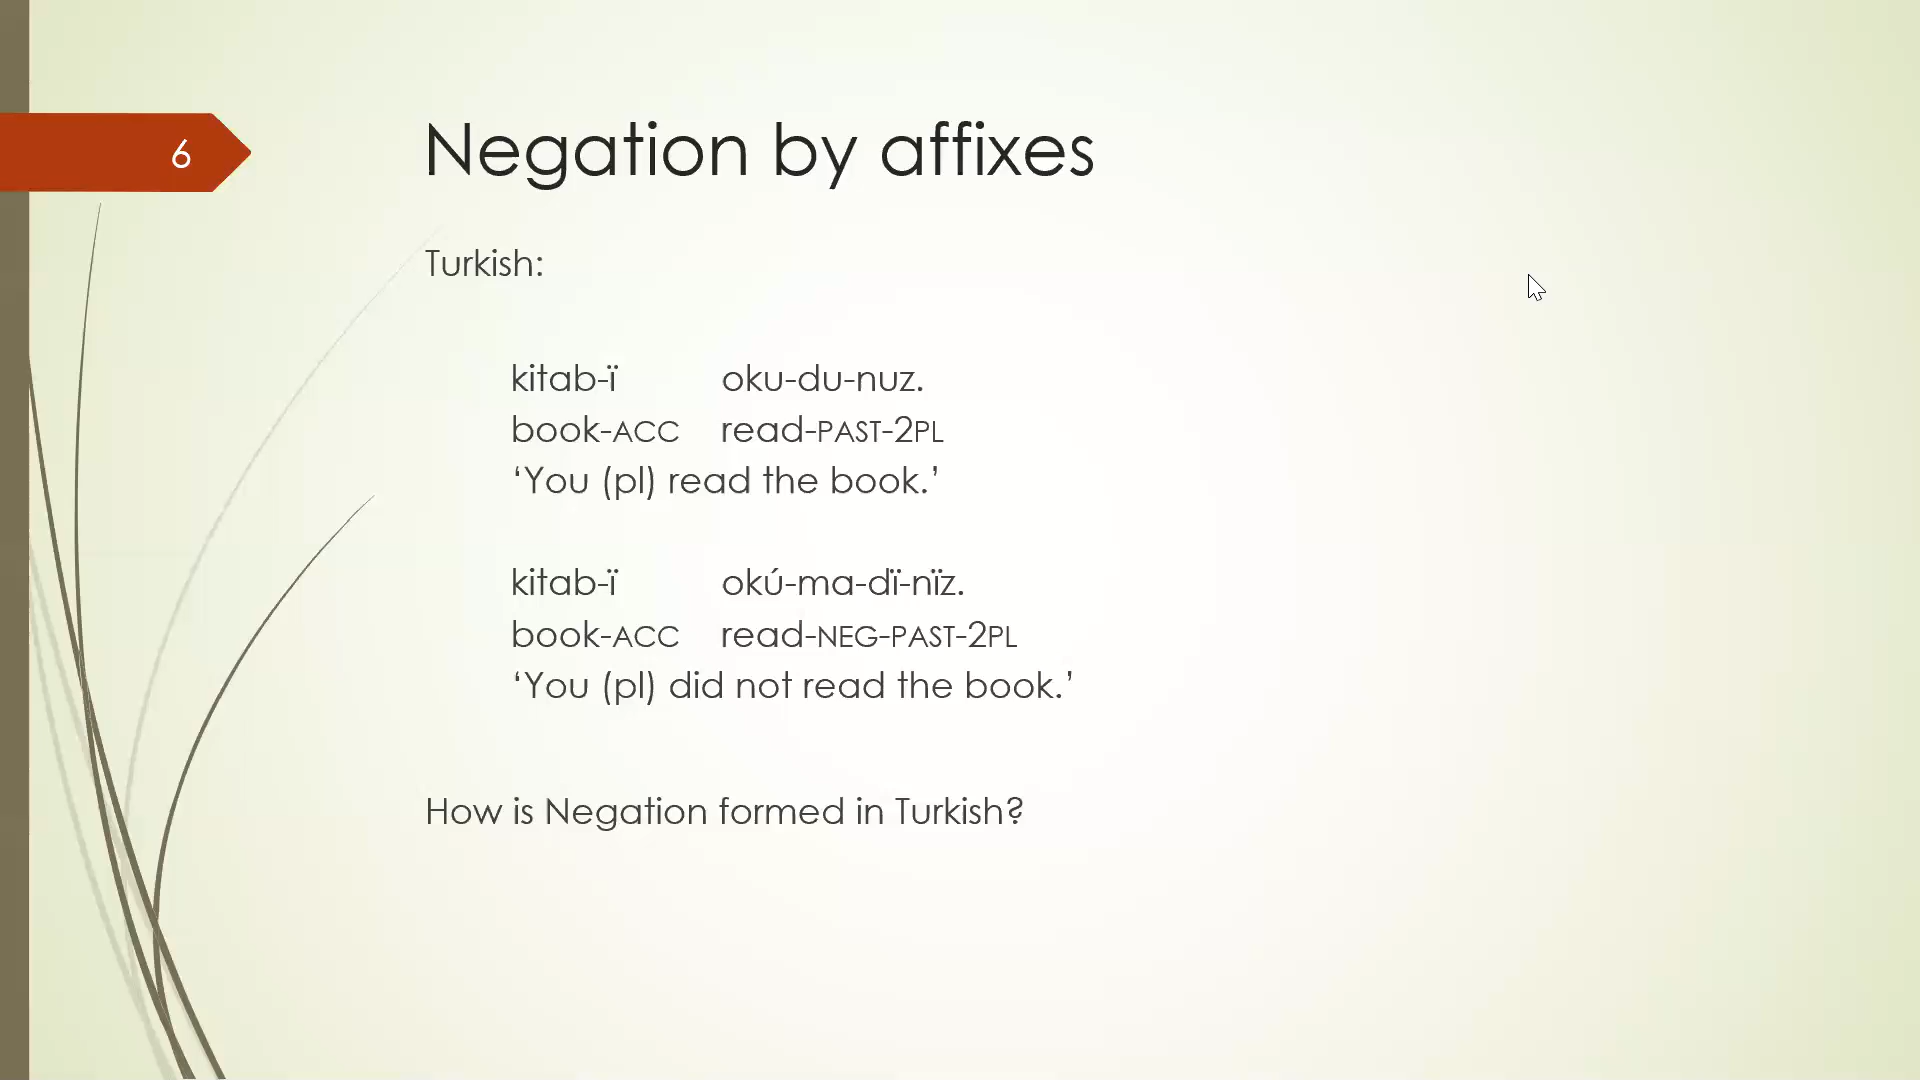 6
Negation by affixes
Turkish:
kitab-ï oku-du-nuz.
book-ACC read-PAST-2PL
‘You (pl) read the book.’
kitab-ï okú-ma-dï-nïz.
book-ACC read-NEG-PAST-2PL
‘You (pl) did not read the book.’
How is Negation formed in Turkish?